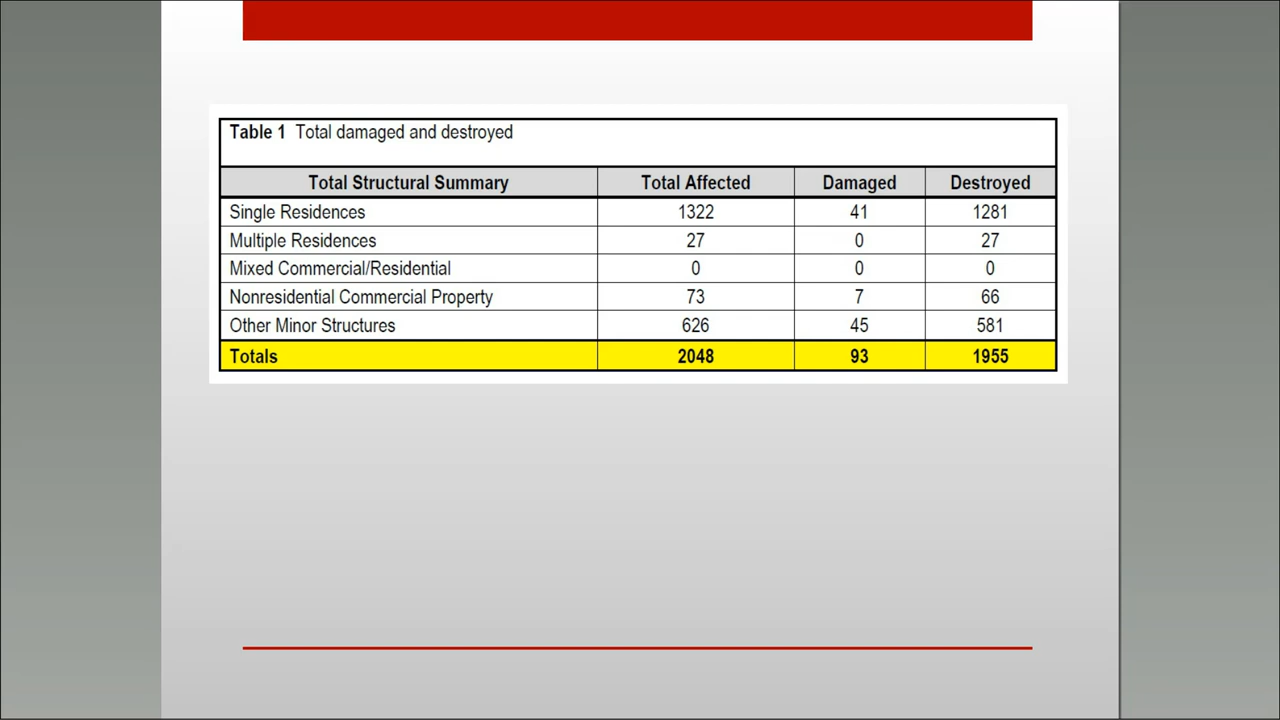 Table 1 Total damaged and destroyed
Total Structural Summary Total Affected Damaged Destroyed
Single Residences 1322 41 1281
Multiple Residences 27 0 27
Mixed Commercial/Residential 0 0 0
Nonresidential Commercial Property 73 7 66
Other Minor Structures 626 45 581
Totals 2048 93 1955